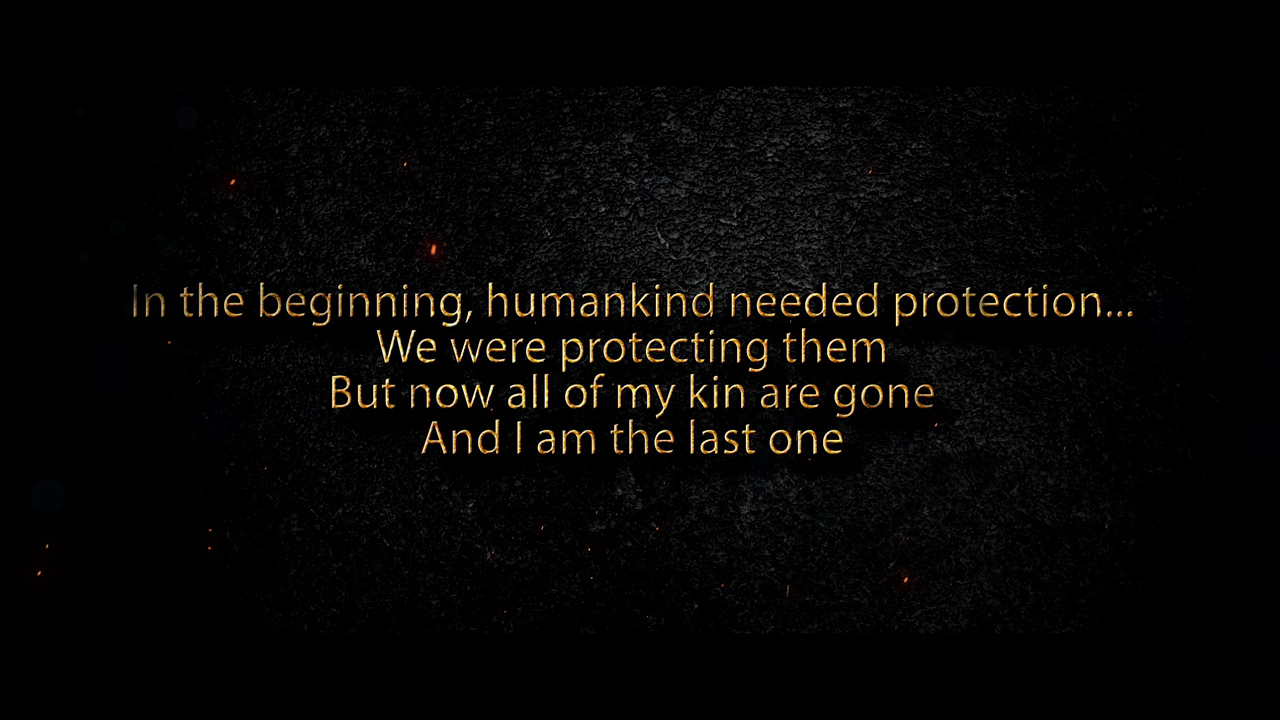 In the beginning, humankind needed protection...
We were protecting them
But now all of my kin are gone
And I am the last one